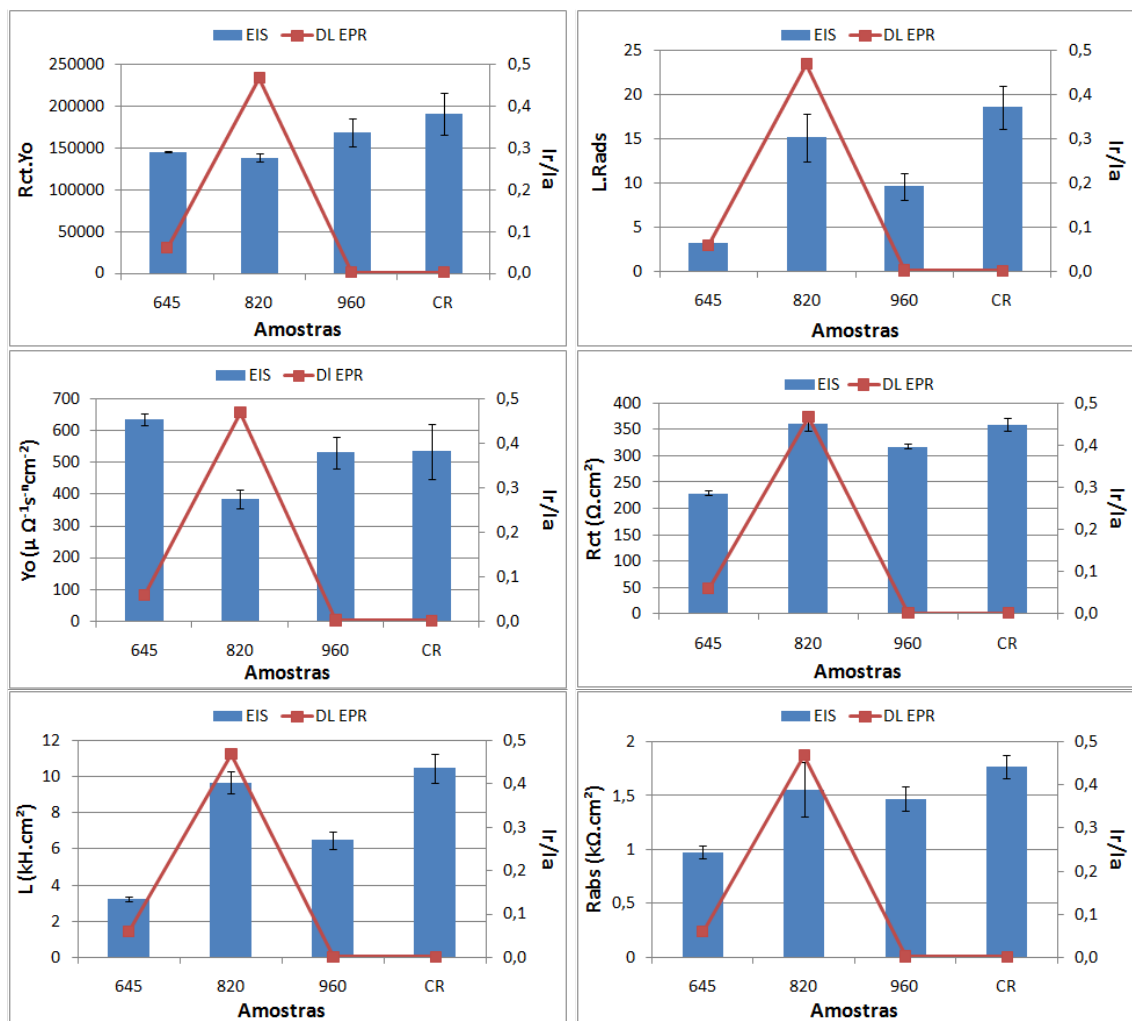 EIS DL EPR
Rct.Yo
250000
200000
150000
100000
50000
0
0,5
0,4
0,3
0,2
0,1
0,0
Ir/Ia
645 820 960 CR
Amostras
EIS DL EPR
L.Rads
25
20
15
10
5
0
0,5
0,4
0,3
0,2
0,1
0,0
Ir/Ia
645 820 960 CR
Amostras
EIS Dl EPR
Yo (µ Ω⁻¹s⁻ⁿcm⁻²)
700
600
500
400
300
200
100
0
0,5
0,4
0,3
0,2
0,1
0,0
Ir/Ia
645 820 960 CR
Amostras
EIS DL EPR
Rct (Ω.cm²)
400
350
300
250
200
150
100
50
0
0,5
0,4
0,3
0,2
0,1
0,0
Ir/Ia
645 820 960 CR
Amostras
EIS DL EPR
L (kH.cm²)
12
10
8
6
4
2
0
0,5
0,4
0,3
0,2
0,1
0,0
Ir/Ia
645 820 960 CR
Amostras
EIS DL EPR
Rabs (kΩ.cm²)
2
1,5
1
0,5
0
0,5
0,4
0,3
0,2
0,1
0,0
Ir/Ia
645 820 960 CR
Amostras